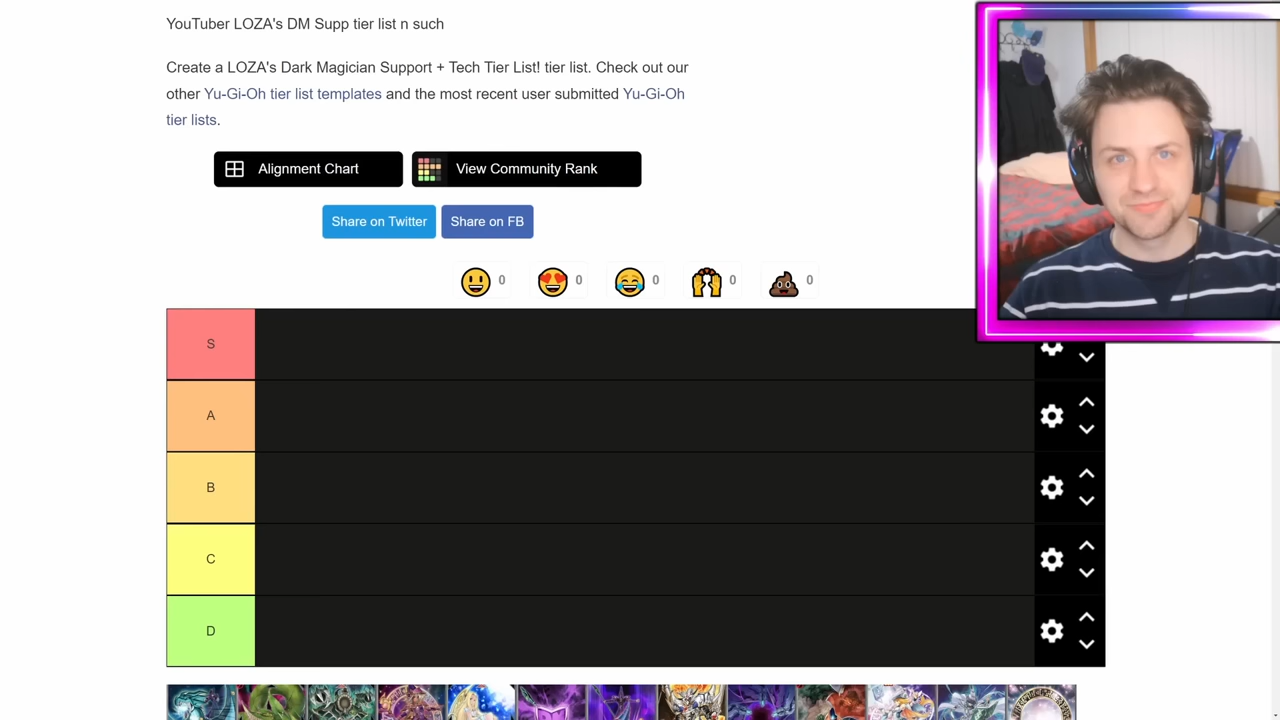 YouTuber LOZA's DM Supp tier list n such
Create a LOZA's Dark Magician Support + Tech Tier List! tier list. Check out our
other Yu-Gi-Oh tier list templates and the most recent user submitted Yu-Gi-Oh
tier lists.
Alignment Chart
View Community Rank
Share on Twitter
Share on FB
0
0
0
0
0
S
A
B
C
D